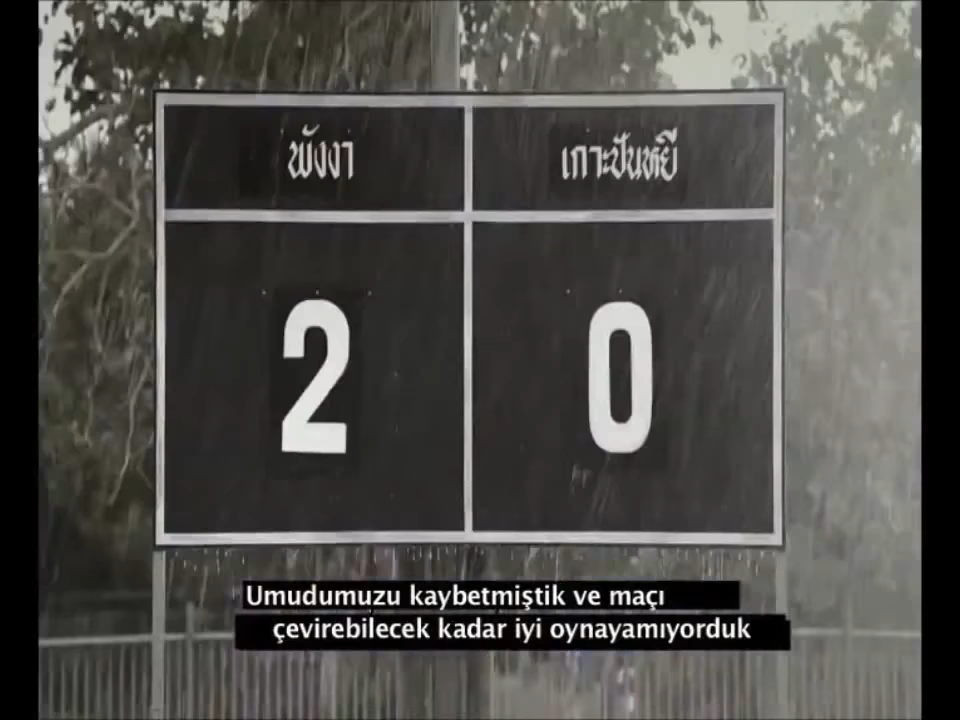 พังงา
เกาะปันหยี
2
0
Umudumuzu kaybetmiştik ve maçı
çevirebilecek kadar iyi oynayamıyorduk